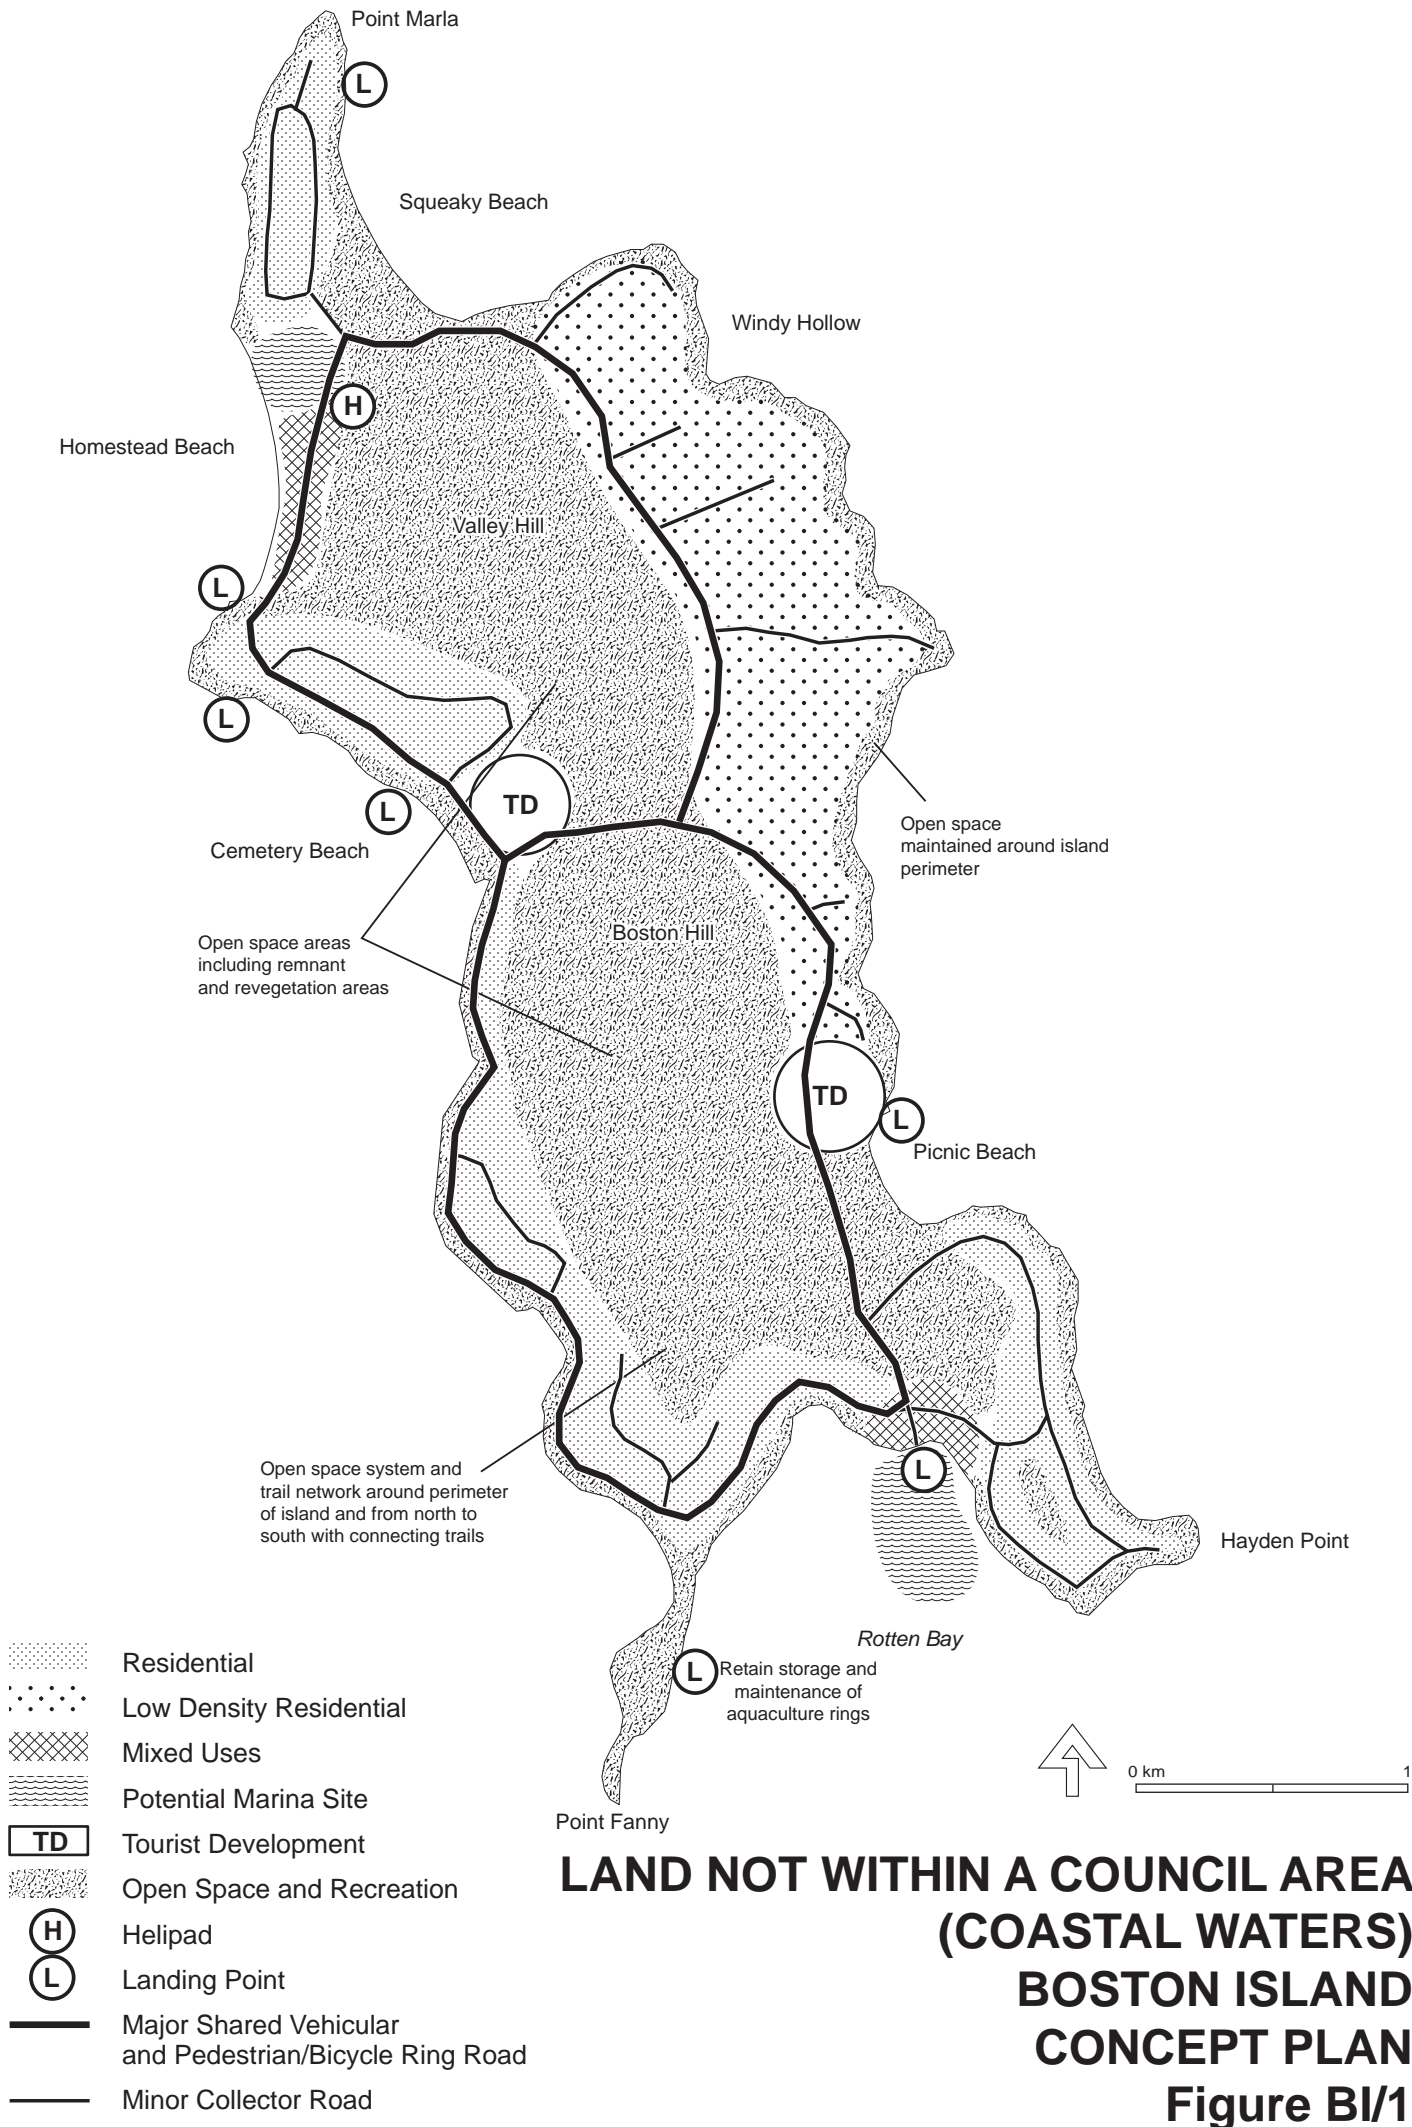 Point Marla
L
Squeaky Beach
Windy Hollow
H
Homestead Beach
Valley Hill
L
L
TD
L
Open space
maintained around island
perimeter
Cemetery Beach
Boston Hill
Open space areas
including remnant
and revegetation areas
TD
L
Picnic Beach
Open space system and
trail network around perimeter
of island and from north to
south with connecting trails
L
Hayden Point
Rotten Bay
L
Retain storage and
maintenance of
aquaculture rings
Point Fanny
0 km 1
Residential
Low Density Residential
Mixed Uses
Potential Marina Site
TD Tourist Development
Open Space and Recreation
H Helipad
L Landing Point
Major Shared Vehicular
and Pedestrian/Bicycle Ring Road
Minor Collector Road
LAND NOT WITHIN A COUNCIL AREA
(COASTAL WATERS)
BOSTON ISLAND
CONCEPT PLAN
Figure BI/1